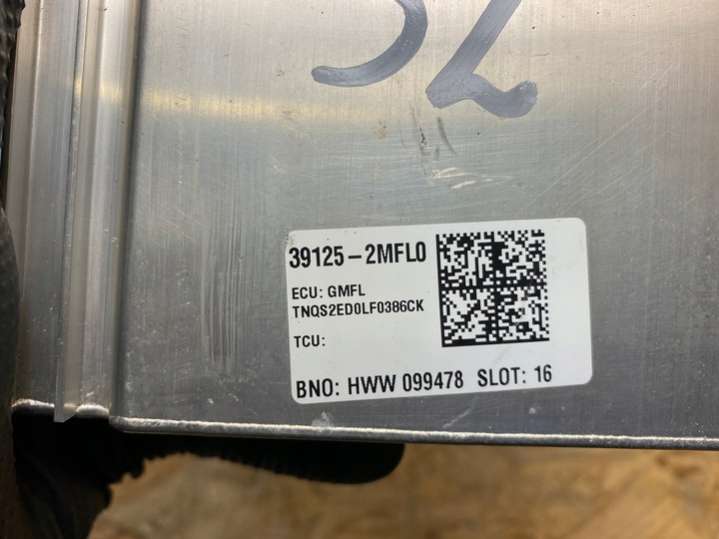 39125-2MFL0
ECU: GMFL
TNQS2ED0LF0386CK
TCU:
BNO: HWW 099478 SLOT: 16